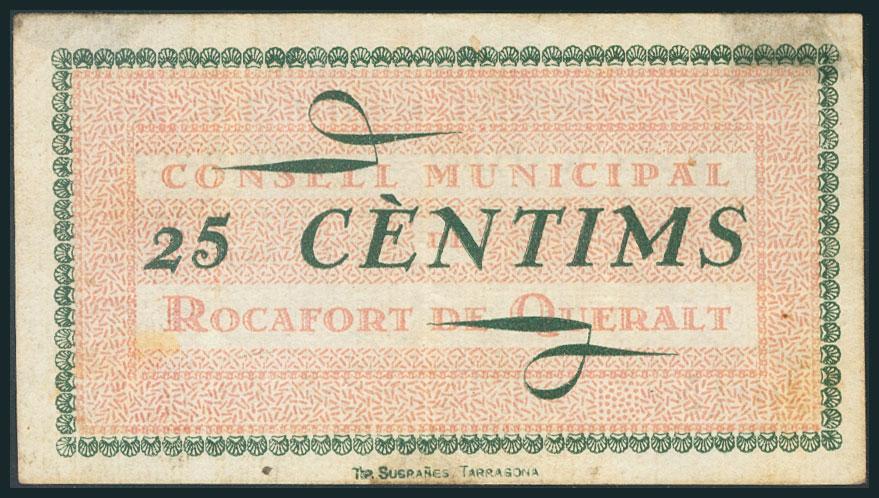 CONSELL MUNICIPAL
DE
25 CÈNTIMS
ROCAFORT DE QUERALT
TIP. SUGRAÑES, TARRAGONA